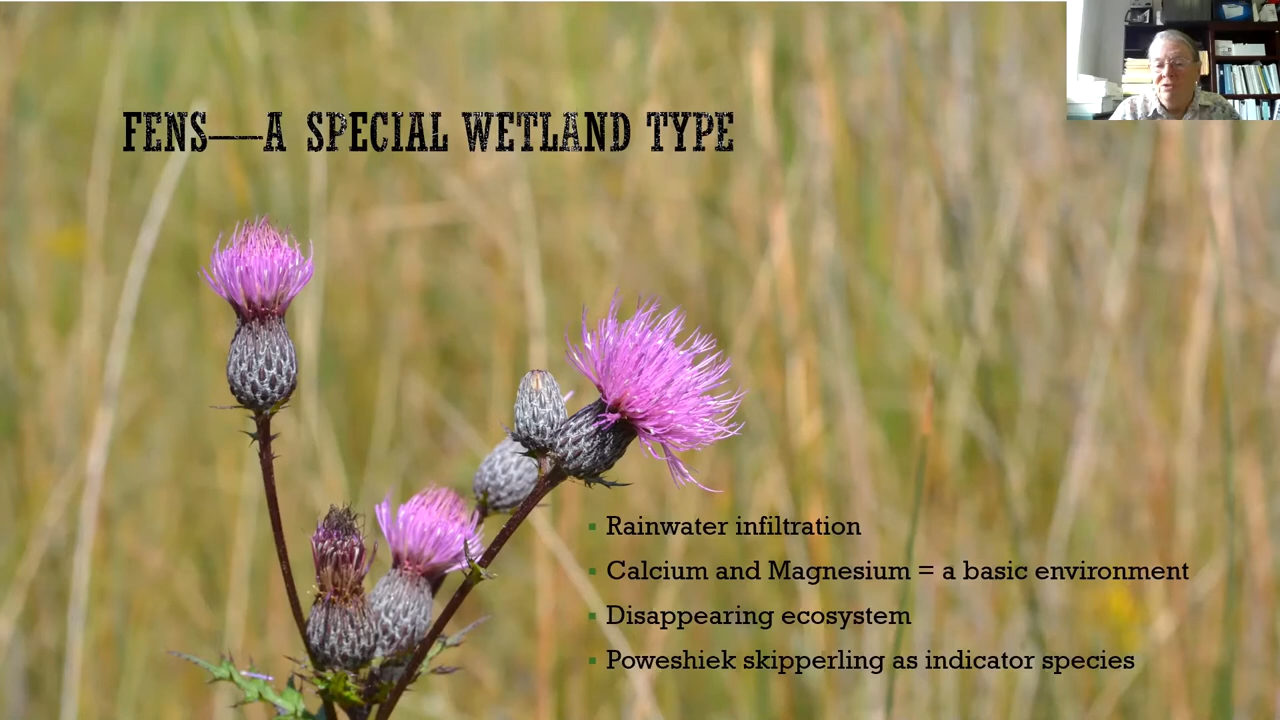 FENS—A SPECIAL WETLAND TYPE
Rainwater infiltration
Calcium and Magnesium = a basic environment
Disappearing ecosystem
Poweshiek skipperling as indicator species